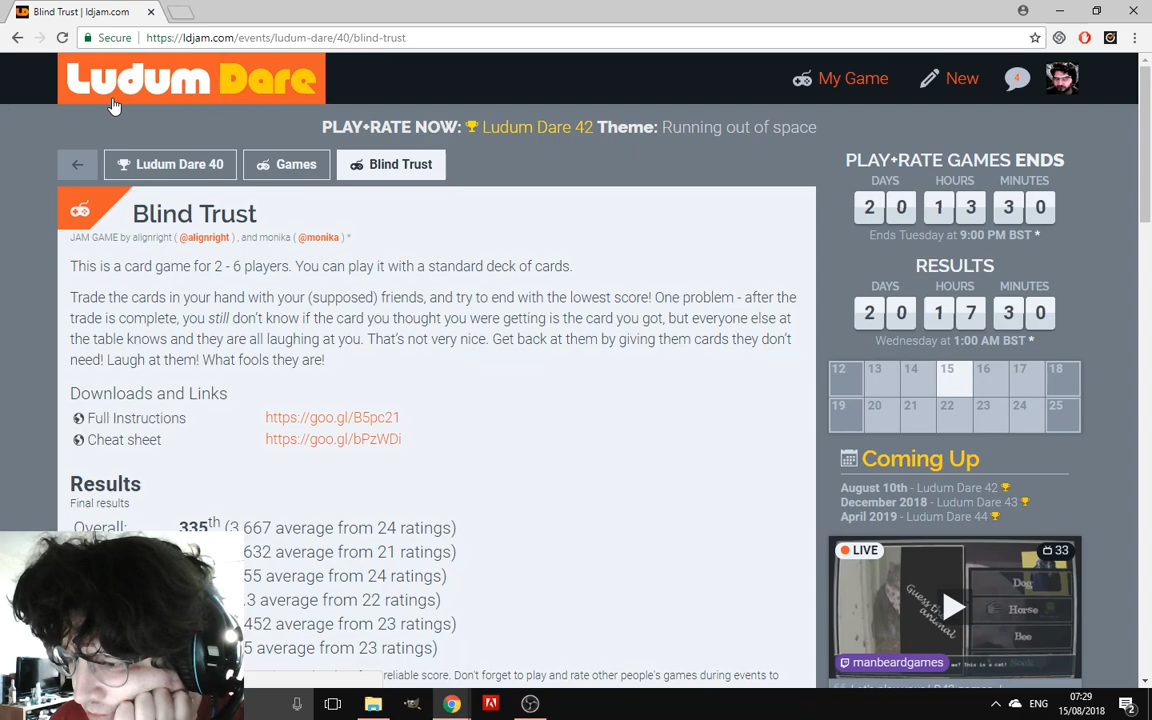 Blind Trust | ldjam.com
Secure
https://ldjam.com/events/ludum-dare/40/blind-trust
Ludum Dare
My Game
New
4
PLAY+RATE NOW: Ludum Dare 42 Theme: Running out of space
Ludum Dare 40
Games
Blind Trust
Blind Trust
JAM GAME by alignright ( @alignright ) , and monika ( @monika ) *
This is a card game for 2 - 6 players. You can play it with a standard deck of cards.
Trade the cards in your hand with your (supposed) friends, and try to end with the lowest score! One problem - after the
trade is complete, you still don't know if the card you thought you were getting is the card you got, but everyone else at
the table knows and they are all laughing at you. That's not very nice. Get back at them by giving them cards they don't
need! Laugh at them! What fools they are!
Downloads and Links
Full Instructions https://goo.gl/B5pc21
Cheat sheet https://goo.gl/bPzWDi
Results
Final results
Overall: 335th (3.667 average from 24 ratings)
632 average from 21 ratings)
55 average from 24 ratings)
.3 average from 22 ratings)
452 average from 23 ratings)
5 average from 23 ratings)
reliable score. Don't forget to play and rate other people's games during events to
PLAY+RATE GAMES ENDS
DAYS HOURS MINUTES
2 0 1 3 3 0
Ends Tuesday at 9:00 PM BST *
RESULTS
DAYS HOURS MINUTES
2 0 1 7 3 0
Wednesday at 1:00 AM BST *
12 13 14 15 16 17 18
19 20 21 22 23 24 25
Coming Up
August 10th - Ludum Dare 42
December 2018 - Ludum Dare 43
April 2019 - Ludum Dare 44
LIVE
33
Guess the
animal
Dog
Horse
Bee
manbeardgames
ENG
07:29
15/08/2018
2